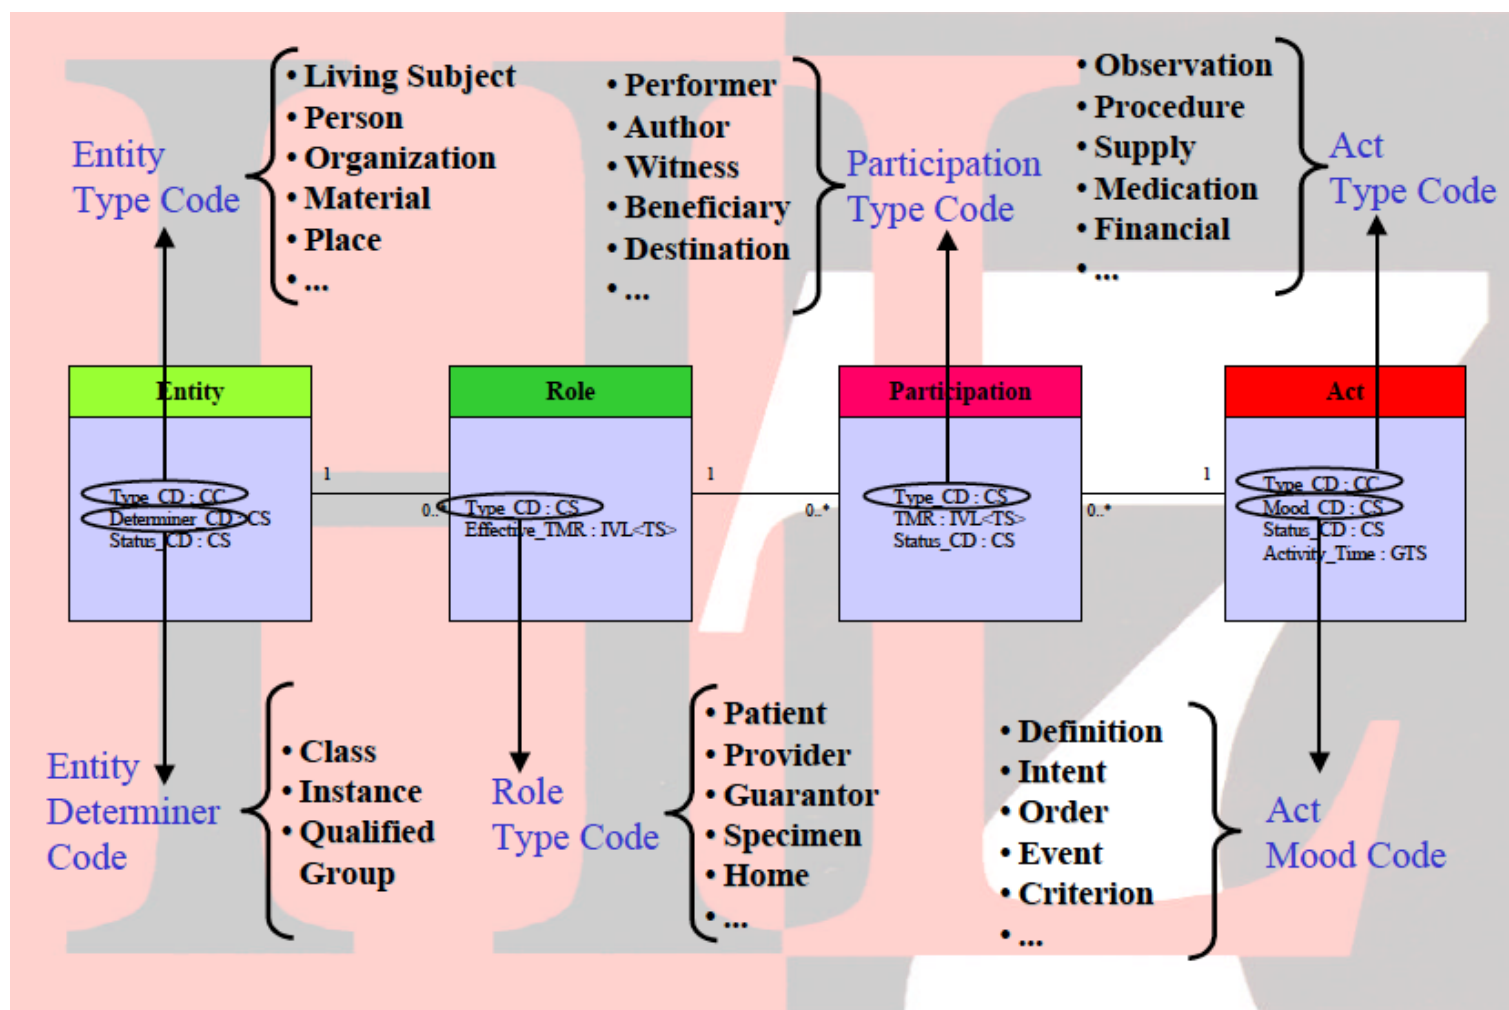 • Living Subject
• Person
• Organization
• Material
• Place
• ...
Entity
Type Code
• Performer
• Author
• Witness
• Beneficiary
• Destination
• ...
Participation
Type Code
• Observation
• Procedure
• Supply
• Medication
• Financial
• ...
Act
Type Code
Entity
Type_CD : CC
Determiner_CD : CS
Status_CD : CS
1
0..*
Role
Type_CD : CS
Effective_TMR : IVL<TS>
1
0..*
Participation
Type_CD : CS
TMR : IVL<TS>
Status_CD : CS
0..*
1
Act
Type_CD : CC
Mood_CD : CS
Status_CD : CS
Activity_Time : GTS
Entity
Determiner
Code
• Class
• Instance
• Qualified
Group
Role
Type Code
• Patient
• Provider
• Guarantor
• Specimen
• Home
• ...
• Definition
• Intent
• Order
• Event
• Criterion
• ...
Act
Mood Code
HL7